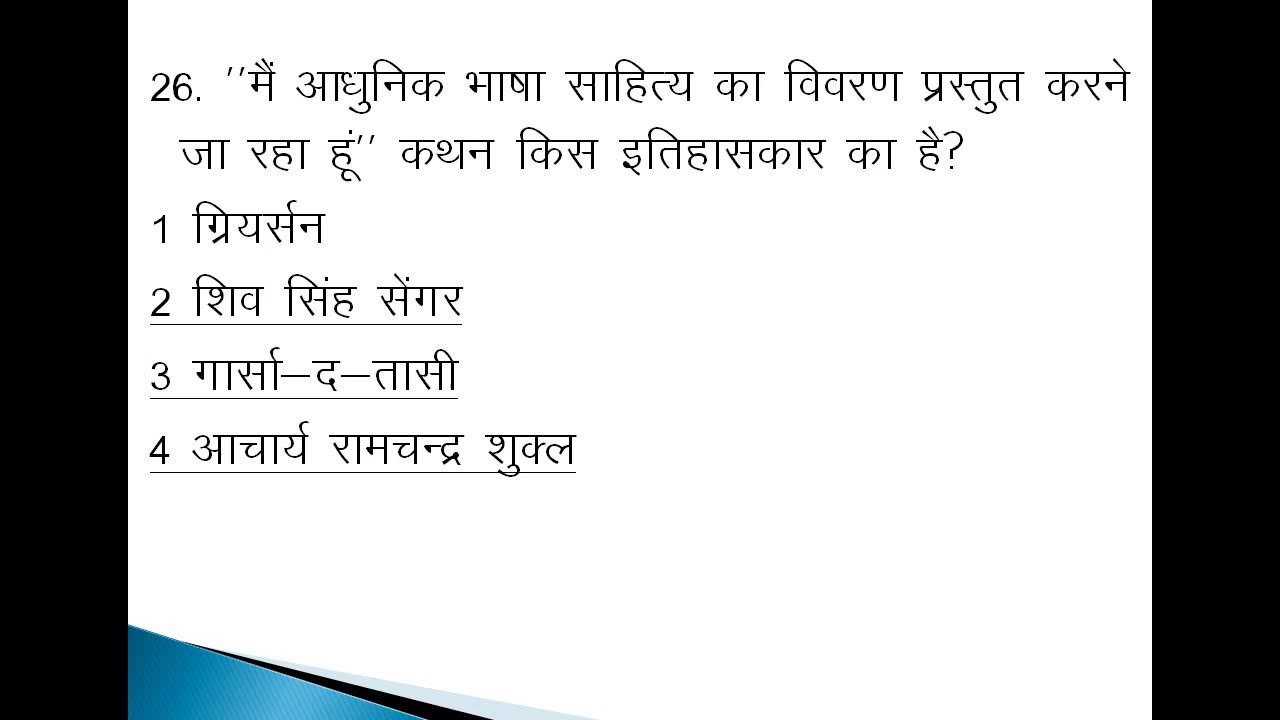 26. ''मैं आधुनिक भाषा साहित्य का विवरण प्रस्तुत करने
जा रहा हूं'' कथन किस इतिहासकार का है?
1 ग्रियर्सन
2 शिव सिंह सेंगर
3 गार्सा–द–तासी
4 आचार्य रामचन्द्र शुक्ल